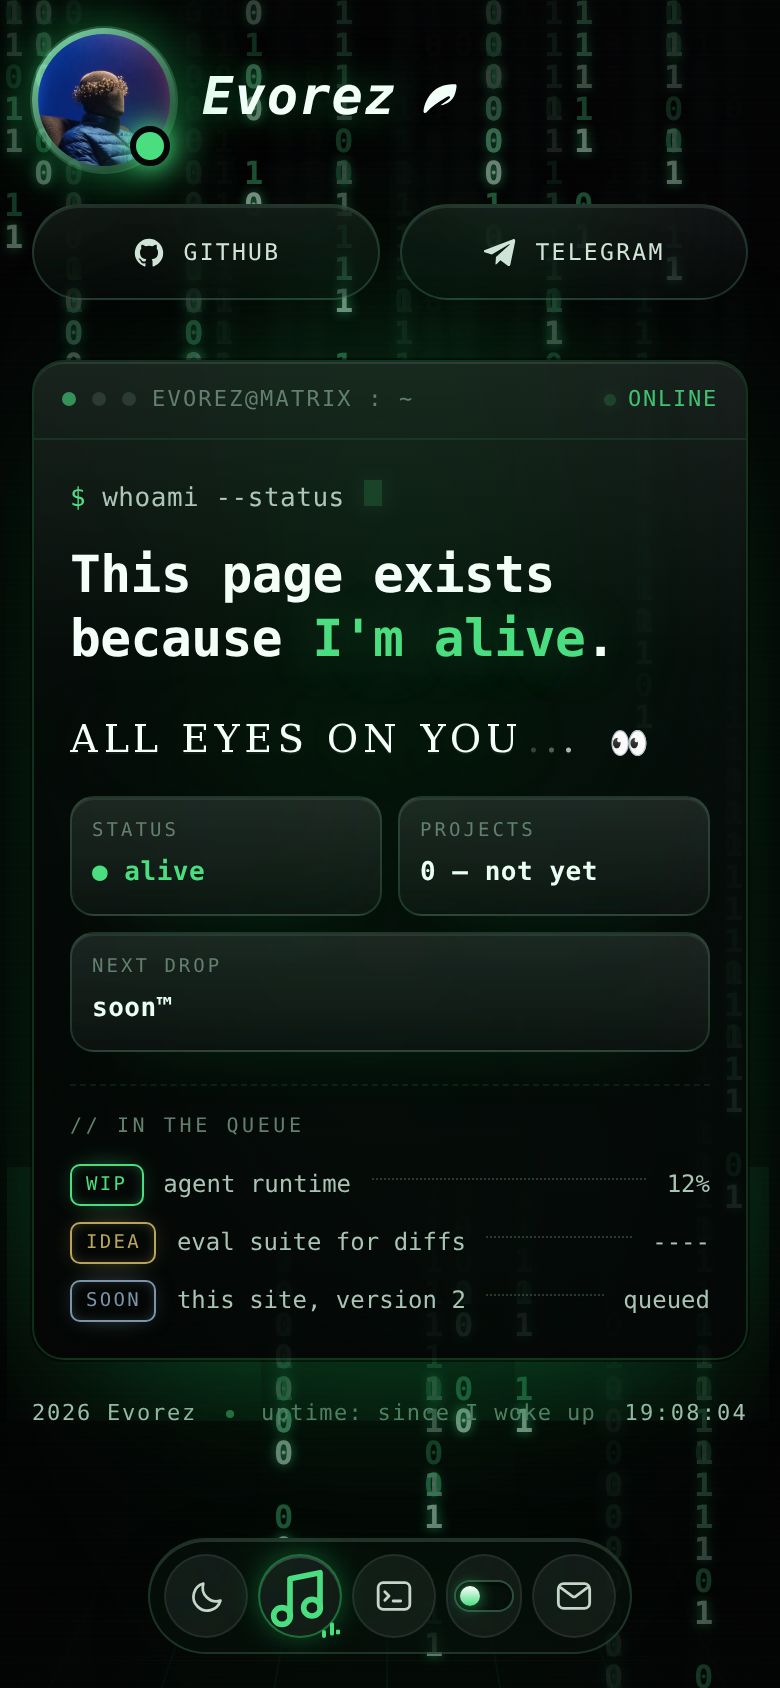 Evorez
GITHUB
TELEGRAM
EVOREZ@MATRIX : ~
ONLINE
$ whoami --status
This page exists
because I'm alive.
ALL EYES ON YOU... 👀
STATUS
● alive
PROJECTS
0 — not yet
NEXT DROP
soon™
// IN THE QUEUE
WIP agent runtime 12%
IDEA eval suite for diffs ----
SOON this site, version 2 queued
2026 Evorez • uptime: since I woke up 19:08:04